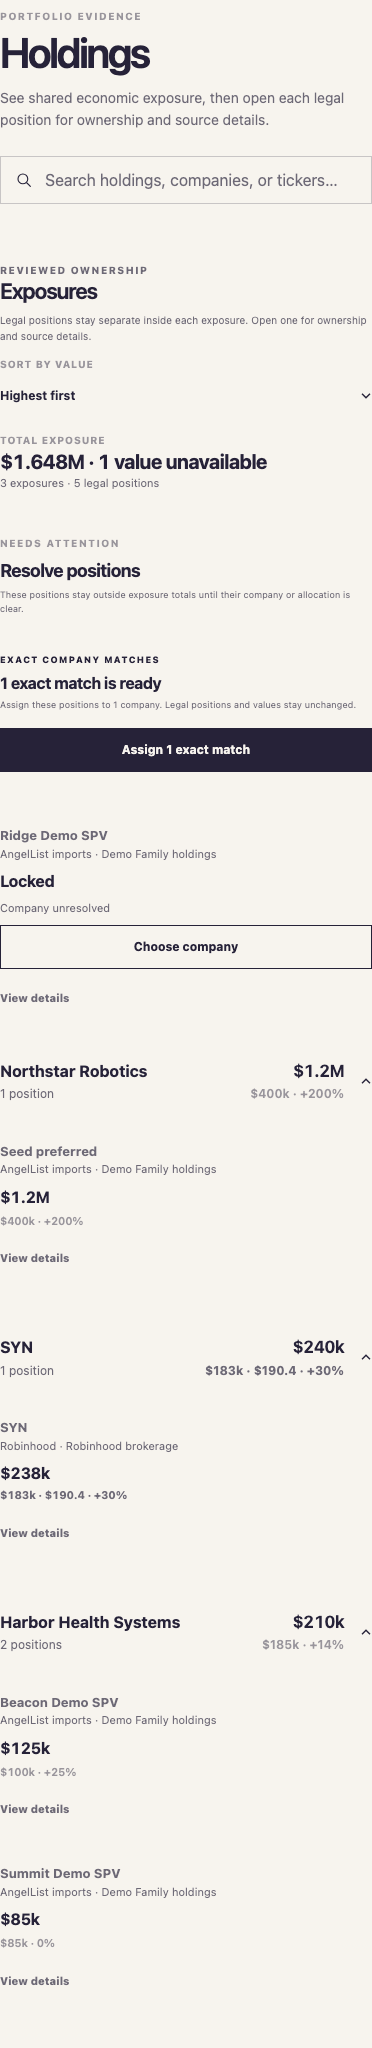 PORTFOLIO EVIDENCE
Holdings
See shared economic exposure, then open each legal
position for ownership and source details.
Search holdings, companies, or tickers...
REVIEWED OWNERSHIP
Exposures
Legal positions stay separate inside each exposure. Open one for ownership
and source details.
SORT BY VALUE
Highest first
TOTAL EXPOSURE
$1.648M · 1 value unavailable
3 exposures · 5 legal positions
NEEDS ATTENTION
Resolve positions
These positions stay outside exposure totals until their company or allocation is
clear.
EXACT COMPANY MATCHES
1 exact match is ready
Assign these positions to 1 company. Legal positions and values stay unchanged.
Assign 1 exact match
Ridge Demo SPV
AngelList imports · Demo Family holdings
Locked
Company unresolved
Choose company
View details
Northstar Robotics $1.2M
1 position $400k · +200%
Seed preferred
AngelList imports · Demo Family holdings
$1.2M
$400k · +200%
View details
SYN $240k
1 position $183k · $190.4 · +30%
SYN
Robinhood · Robinhood brokerage
$238k
$183k · $190.4 · +30%
View details
Harbor Health Systems $210k
2 positions $185k · +14%
Beacon Demo SPV
AngelList imports · Demo Family holdings
$125k
$100k · +25%
View details
Summit Demo SPV
AngelList imports · Demo Family holdings
$85k
$85k · 0%
View details